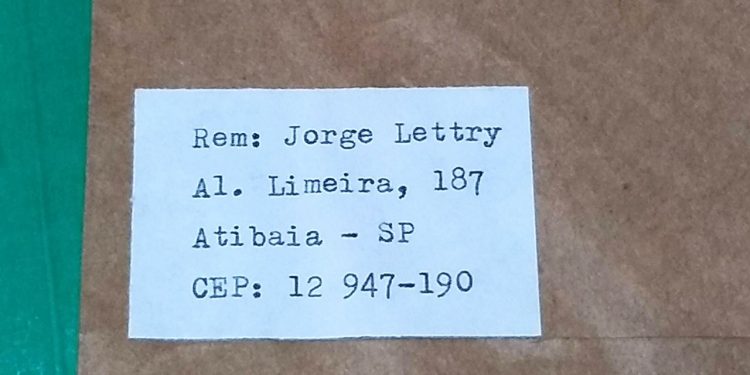 Rem: Jorge Lettry
Al. Limeira, 187
Atibaia - SP
CEP: 12 947-190